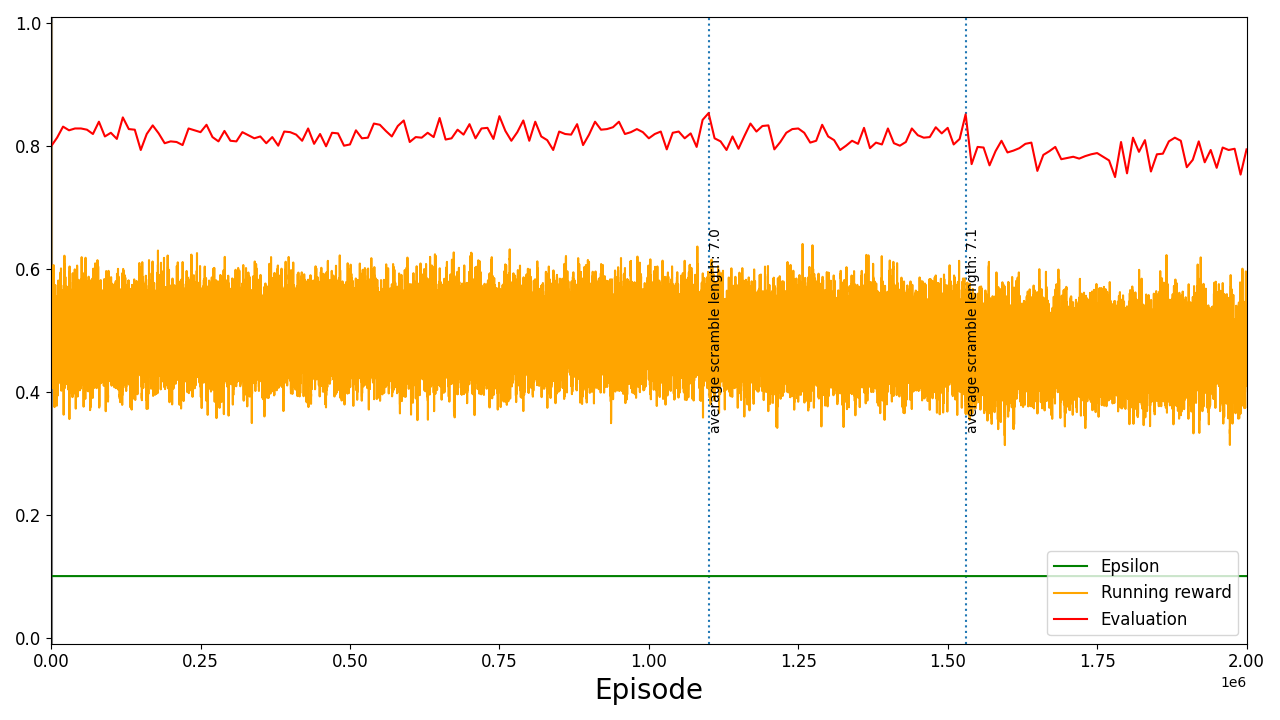 1.0
0.8
0.6
0.4
0.2
0.0
average scramble length: 7.0
average scramble length: 7.1
Epsilon
Running reward
Evaluation
0.00 0.25 0.50 0.75 1.00 1.25 1.50 1.75 2.00
1e6
Episode